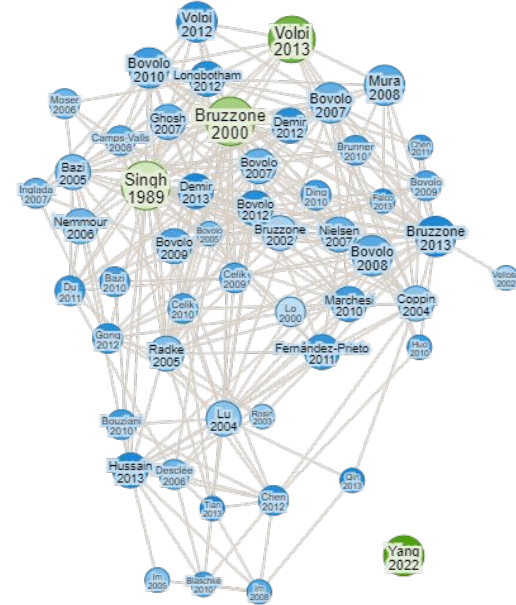 Volpi
2012
Volpi
2013
Bovolo
2010
Longbotham
2012
Mura
2008
Moser
2006
Ghosh
2007
Bruzzone
2000
Demir
2012
Bovolo
2007
Camps-Valls
2008
Brunner
2010
Chen
2011
Bazi
2005
Singh
1989
Bovolo
2007
Inglada
2007
Demir
2013
Ding
2010
Falco
2013
Bovolo
2009
Nemmour
2006
Bovolo
2012
Bovolo
2009
Bovolo
2005
Bruzzone
2002
Nielsen
2007
Bovolo
2008
Bruzzone
2013
Du
2011
Bazi
2010
Celik
2009
2002
Celik
2010
Lo
2000
Marchesi
2010
Coppin
2004
Gong
2012
Radke
2005
Fernández-Prieto
2011
Huo
2010
Bouziani
2010
Lu
2004
Rosin
2003
Hussain
2013
Desclée
2006
Qin
2013
Tian
2013
Chen
2012
Yang
2022
Im
2005
Blaschke
2010
Im
2008